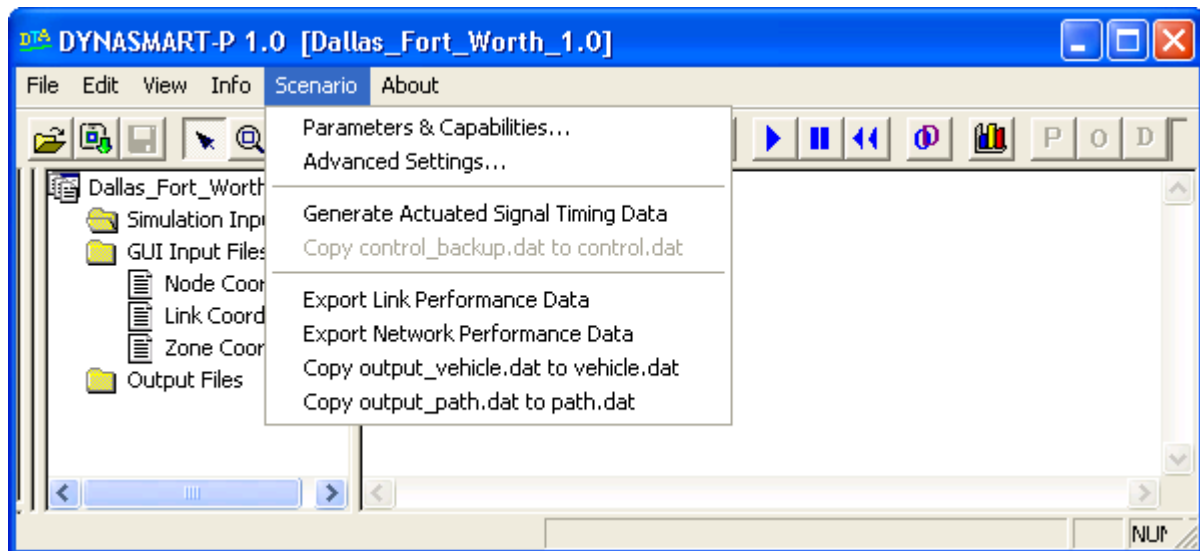 DTA DYNASMART-P 1.0 [Dallas_Fort_Worth_1.0]
File Edit View Info Scenario About
P O D
Parameters & Capabilities...
Advanced Settings...
Generate Actuated Signal Timing Data
Copy control_backup.dat to control.dat
Export Link Performance Data
Export Network Performance Data
Copy output_vehicle.dat to vehicle.dat
Copy output_path.dat to path.dat
Dallas_Fort_Worth
Simulation Inpu
GUI Input Files
Node Coor
Link Coord
Zone Coor
Output Files
NUM